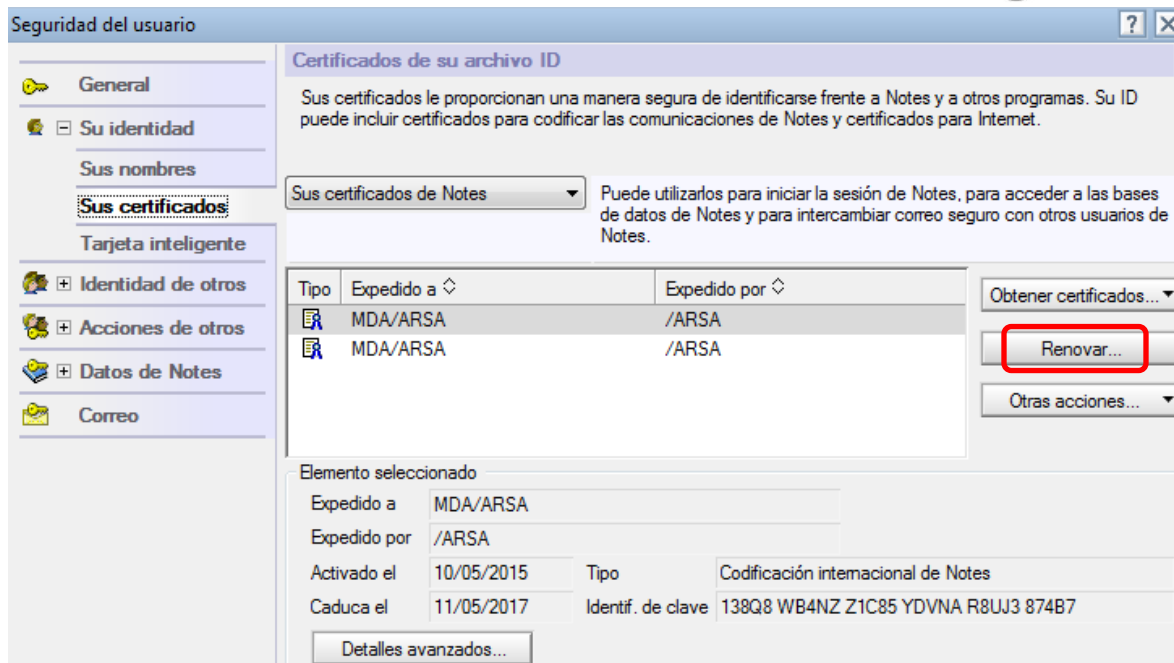 Seguridad del usuario
?
General
Su identidad
Sus nombres
Sus certificados
Tarjeta inteligente
Identidad de otros
Acciones de otros
Datos de Notes
Correo
Certificados de su archivo ID
Sus certificados le proporcionan una manera segura de identificarse frente a Notes y a otros programas. Su ID
puede incluir certificados para codificar las comunicaciones de Notes y certificados para Internet.
Sus certificados de Notes
Puede utilizarlos para iniciar la sesión de Notes, para acceder a las bases
de datos de Notes y para intercambiar correo seguro con otros usuarios de
Notes.
Tipo Expedido a Expedido por
MDA/ARSA /ARSA
MDA/ARSA /ARSA
Obtener certificados...
Renovar...
Otras acciones...
Elemento seleccionado
Expedido a MDA/ARSA
Expedido por /ARSA
Activado el 10/05/2015 Tipo Codificación internacional de Notes
Caduca el 11/05/2017 Identif. de clave 138Q8 WB4NZ Z1C85 YDVNA R8UJ3 874B7
Detalles avanzados...